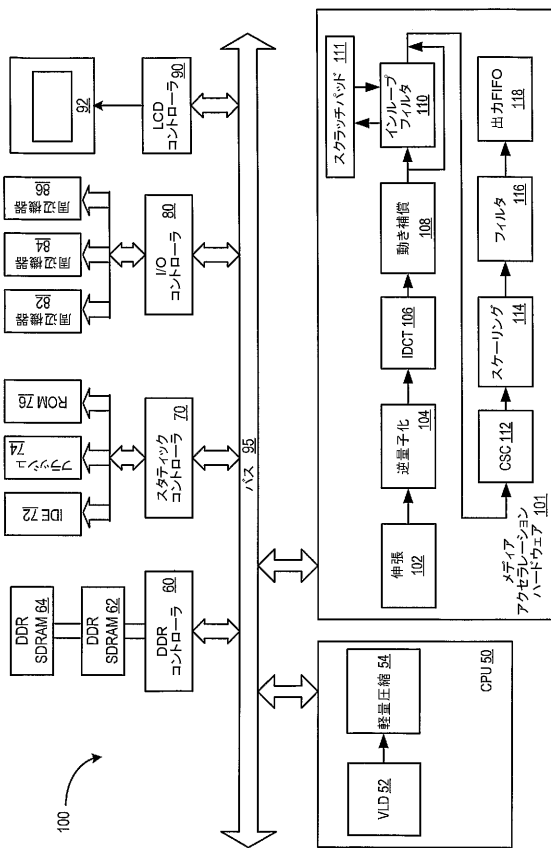 100
DDR
SDRAM 64
DDR
SDRAM 62
DDR
コントローラ 60
IDE 72
フラッシュ
74
ROM 76
スタティック
コントローラ 70
周辺機器
82
周辺機器
84
周辺機器
86
I/O
コントローラ 80
92
LCD
コントローラ 90
バス 95
VLD 52
軽量圧縮 54
CPU 50
伸張
102
逆量子化
104
IDCT 106
動き補償
108
インループ
フィルタ
110
スクラッチパッド 111
CSC 112
スケーリング
114
フィルタ
116
出力FIFO
118
メディア
アクセラレーション
ハードウェア 101